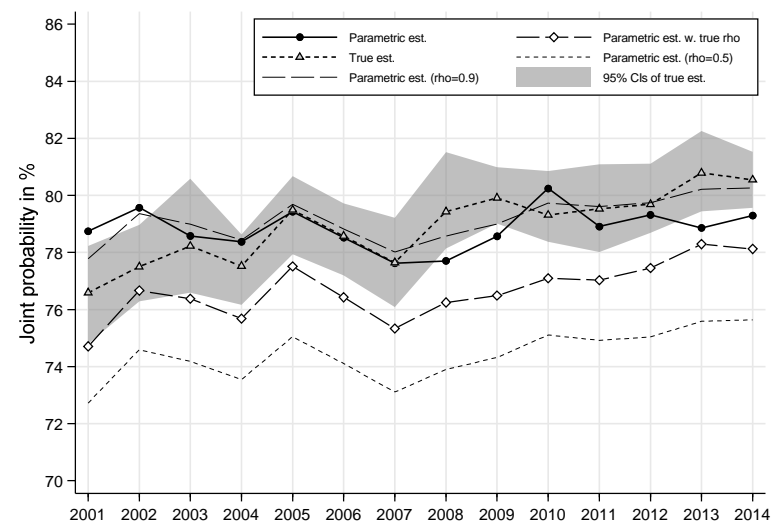 86
84
82
80
78
76
74
72
70
Joint probability in %
Parametric est.
True est.
Parametric est. (rho=0.9)
Parametric est. w. true rho
Parametric est. (rho=0.5)
95% CIs of true est.
2001 2002 2003 2004 2005 2006 2007 2008 2009 2010 2011 2012 2013 2014